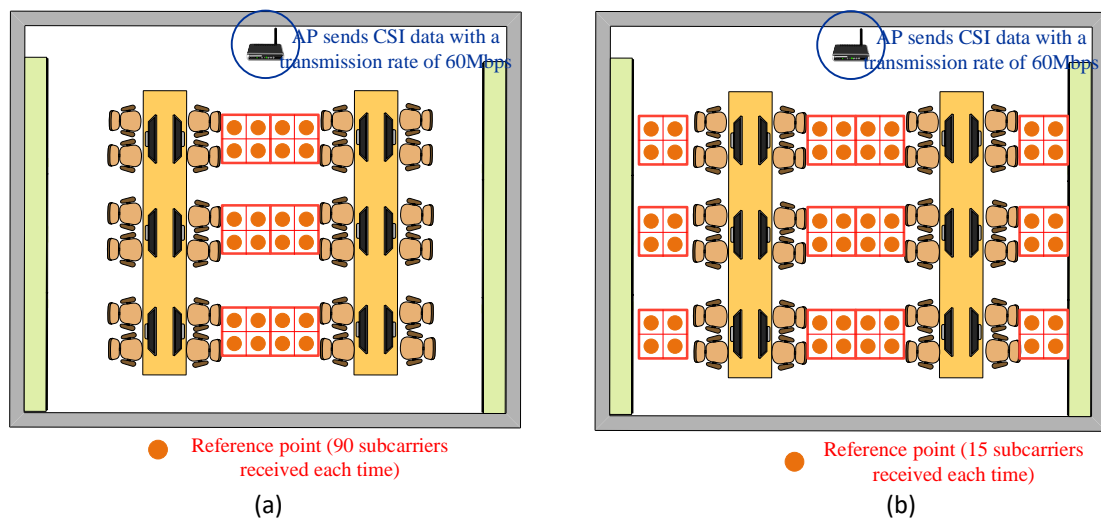 AP sends CSI data with a
transmission rate of 60Mbps
AP sends CSI data with a
transmission rate of 60Mbps
Reference point (90 subcarriers
received each time)
Reference point (15 subcarriers
received each time)
(a)
(b)